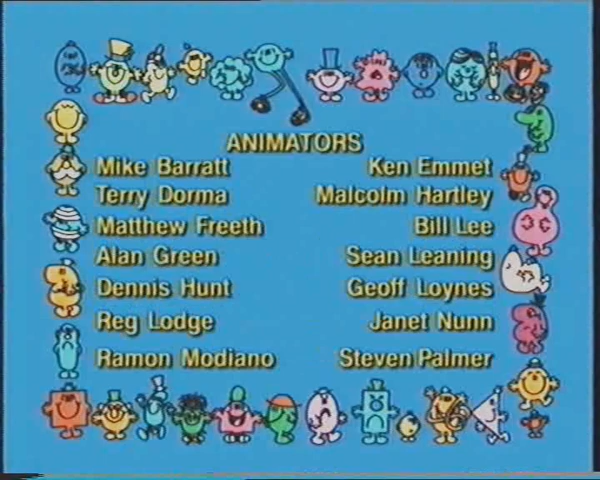 ANIMATORS
Mike Barratt Ken Emmet
Terry Dorma Malcolm Hartley
Matthew Freeth Bill Lee
Alan Green Sean Leaning
Dennis Hunt Geoff Loynes
Reg Lodge Janet Nunn
Ramon Modiano Steven Palmer